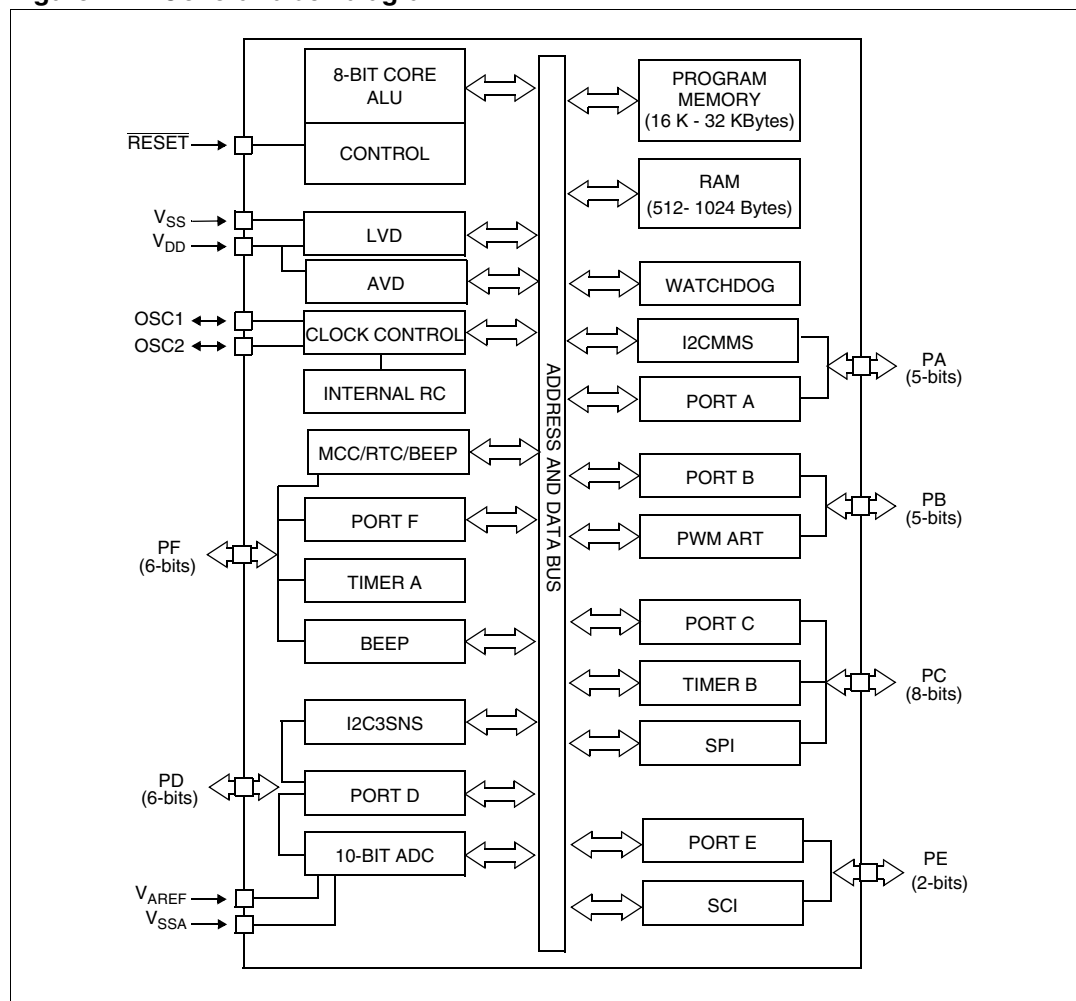 8-BIT CORE
ALU
RESET
CONTROL
VSS
VDD
LVD
AVD
OSC1
OSC2
CLOCK CONTROL
INTERNAL RC
MCC/RTC/BEEP
PORT F
PF
(6-bits)
TIMER A
BEEP
I2C3SNS
PD
(6-bits)
PORT D
10-BIT ADC
VAREF
VSSA
ADDRESS AND DATA BUS
PROGRAM
MEMORY
(16 K - 32 KBytes)
RAM
(512- 1024 Bytes)
WATCHDOG
I2CMMS
PA
(5-bits)
PORT A
PORT B
PB
(5-bits)
PWM ART
PORT C
TIMER B
PC
(8-bits)
SPI
PORT E
PE
(2-bits)
SCI